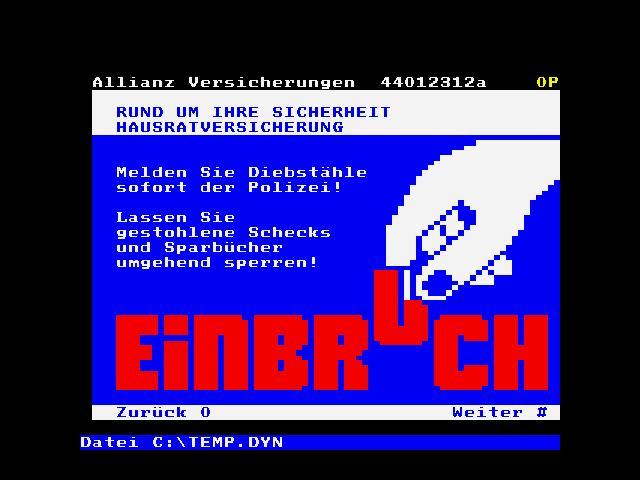 Allianz Versicherungen 44012312a 0P
RUND UM IHRE SICHERHEIT
HAUSRATVERSICHERUNG
Melden Sie Diebstähle
sofort der Polizei!
Lassen Sie
gestohlene Schecks
und Sparbücher
umgehend sperren!
EiNBRUCH
Zurück 0 Weiter #
Datei C:\TEMP.DYN